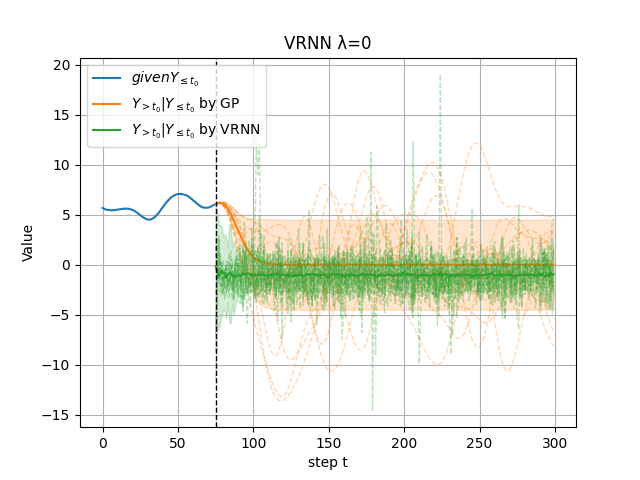 VRNN λ=0
given Y≤t₀
Y>t₀|Y≤t₀ by GP
Y>t₀|Y≤t₀ by VRNN
Value
20
15
10
5
0
−5
−10
−15
0 50 100 150 200 250 300
step t